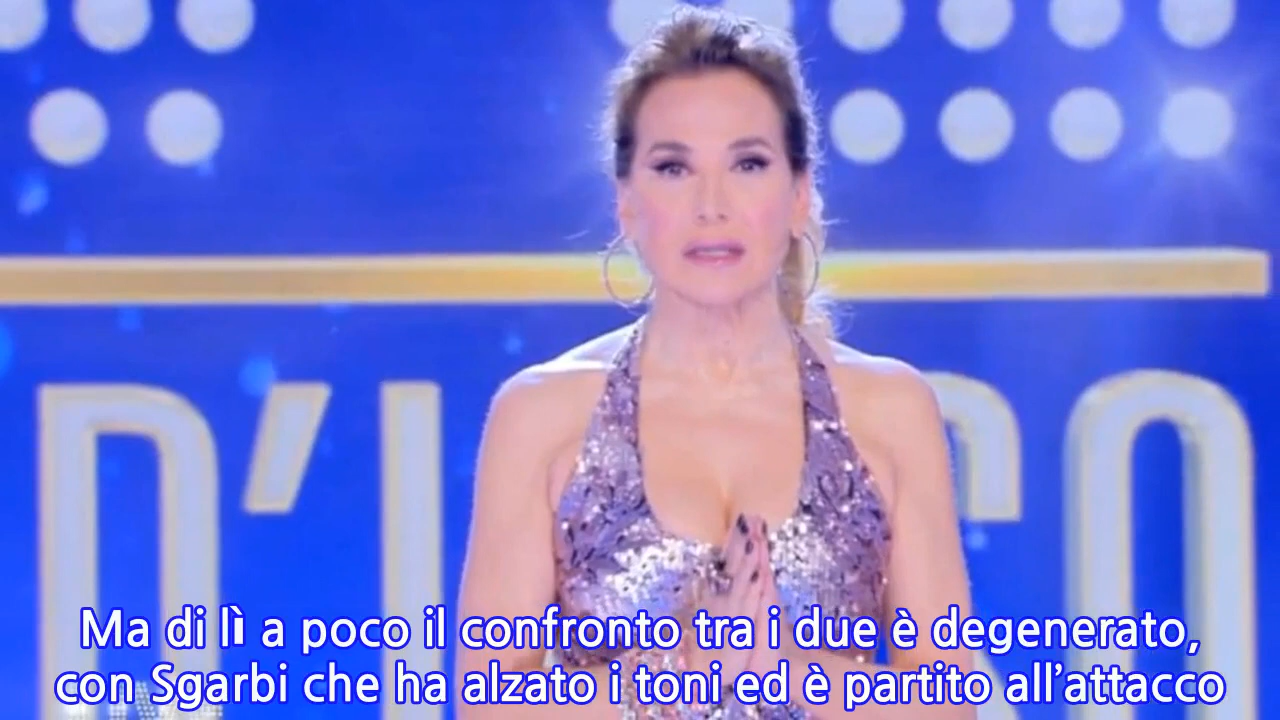 D'I CO
Ma di lì a poco il confronto tra i due è degenerato,
con Sgarbi che ha alzato i toni ed è partito all'attacco